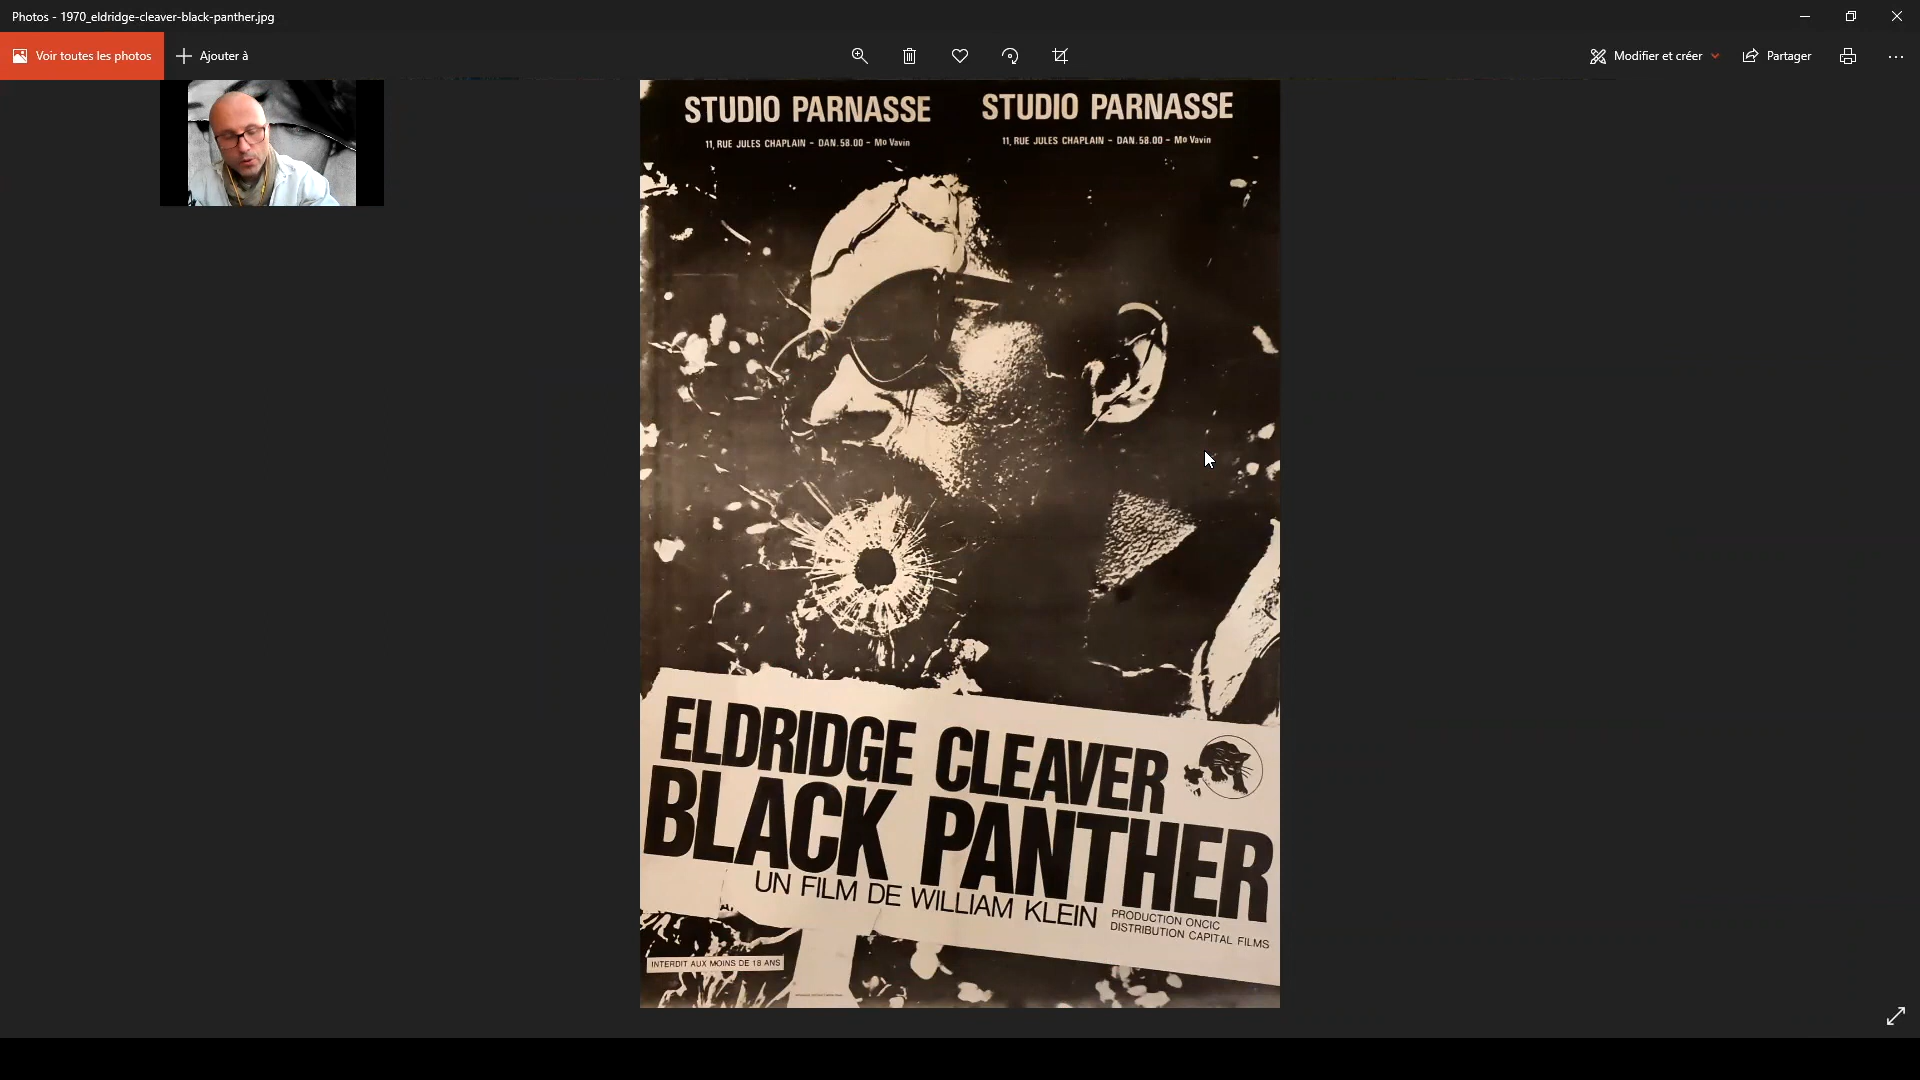 Photos - 1970_eldridge-cleaver-black-panther.jpg
Voir toutes les photos
Ajouter à
Modifier et créer
Partager
STUDIO PARNASSE
11, RUE JULES CHAPLAIN - DAN. 58.00 - Mo Vavin
STUDIO PARNASSE
11, RUE JULES CHAPLAIN - DAN. 58.00 - Mo Vavin
ELDRIDGE CLEAVER
BLACK PANTHER
UN FILM DE WILLIAM KLEIN
PRODUCTION ONCIC
DISTRIBUTION CAPITAL FILMS
INTERDIT AUX MOINS DE 18 ANS